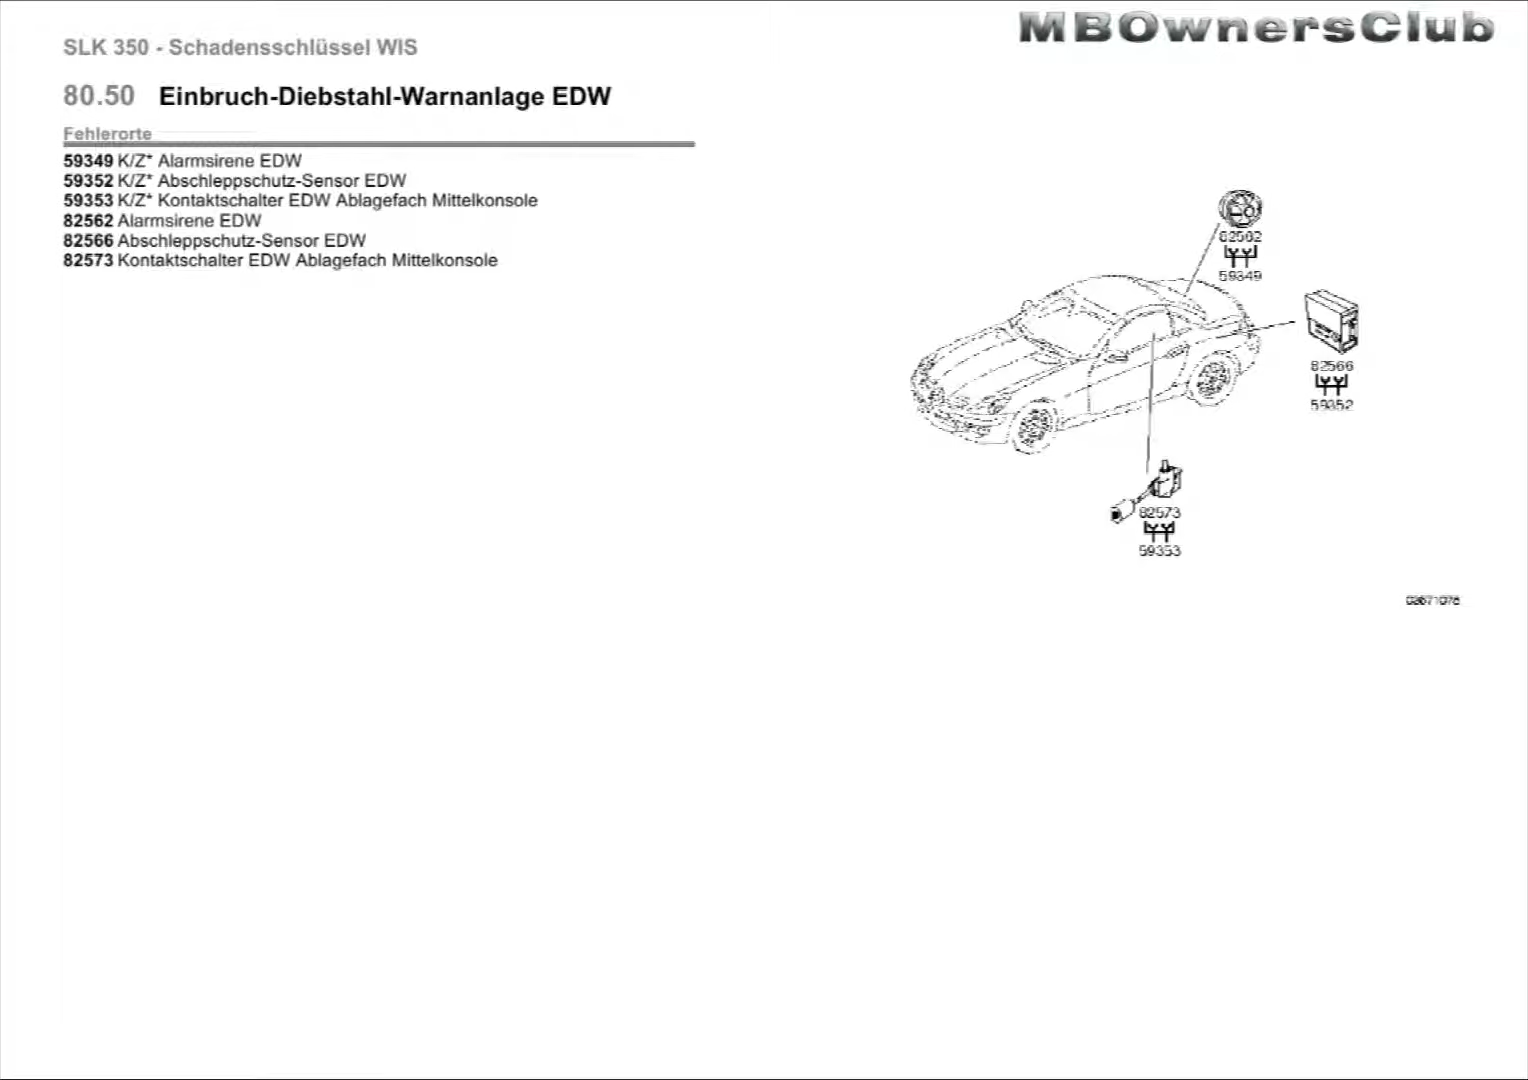 MBOwnersClub
SLK 350 - Schadensschlüssel WIS
80.50 Einbruch-Diebstahl-Warnanlage EDW
Fehlerorte
59349 K/Z* Alarmsirene EDW
59352 K/Z* Abschleppschutz-Sensor EDW
59353 K/Z* Kontaktschalter EDW Ablagefach Mittelkonsole
82562 Alarmsirene EDW
82566 Abschleppschutz-Sensor EDW
82573 Kontaktschalter EDW Ablagefach Mittelkonsole
82562
59349
82566
59352
82573
59353